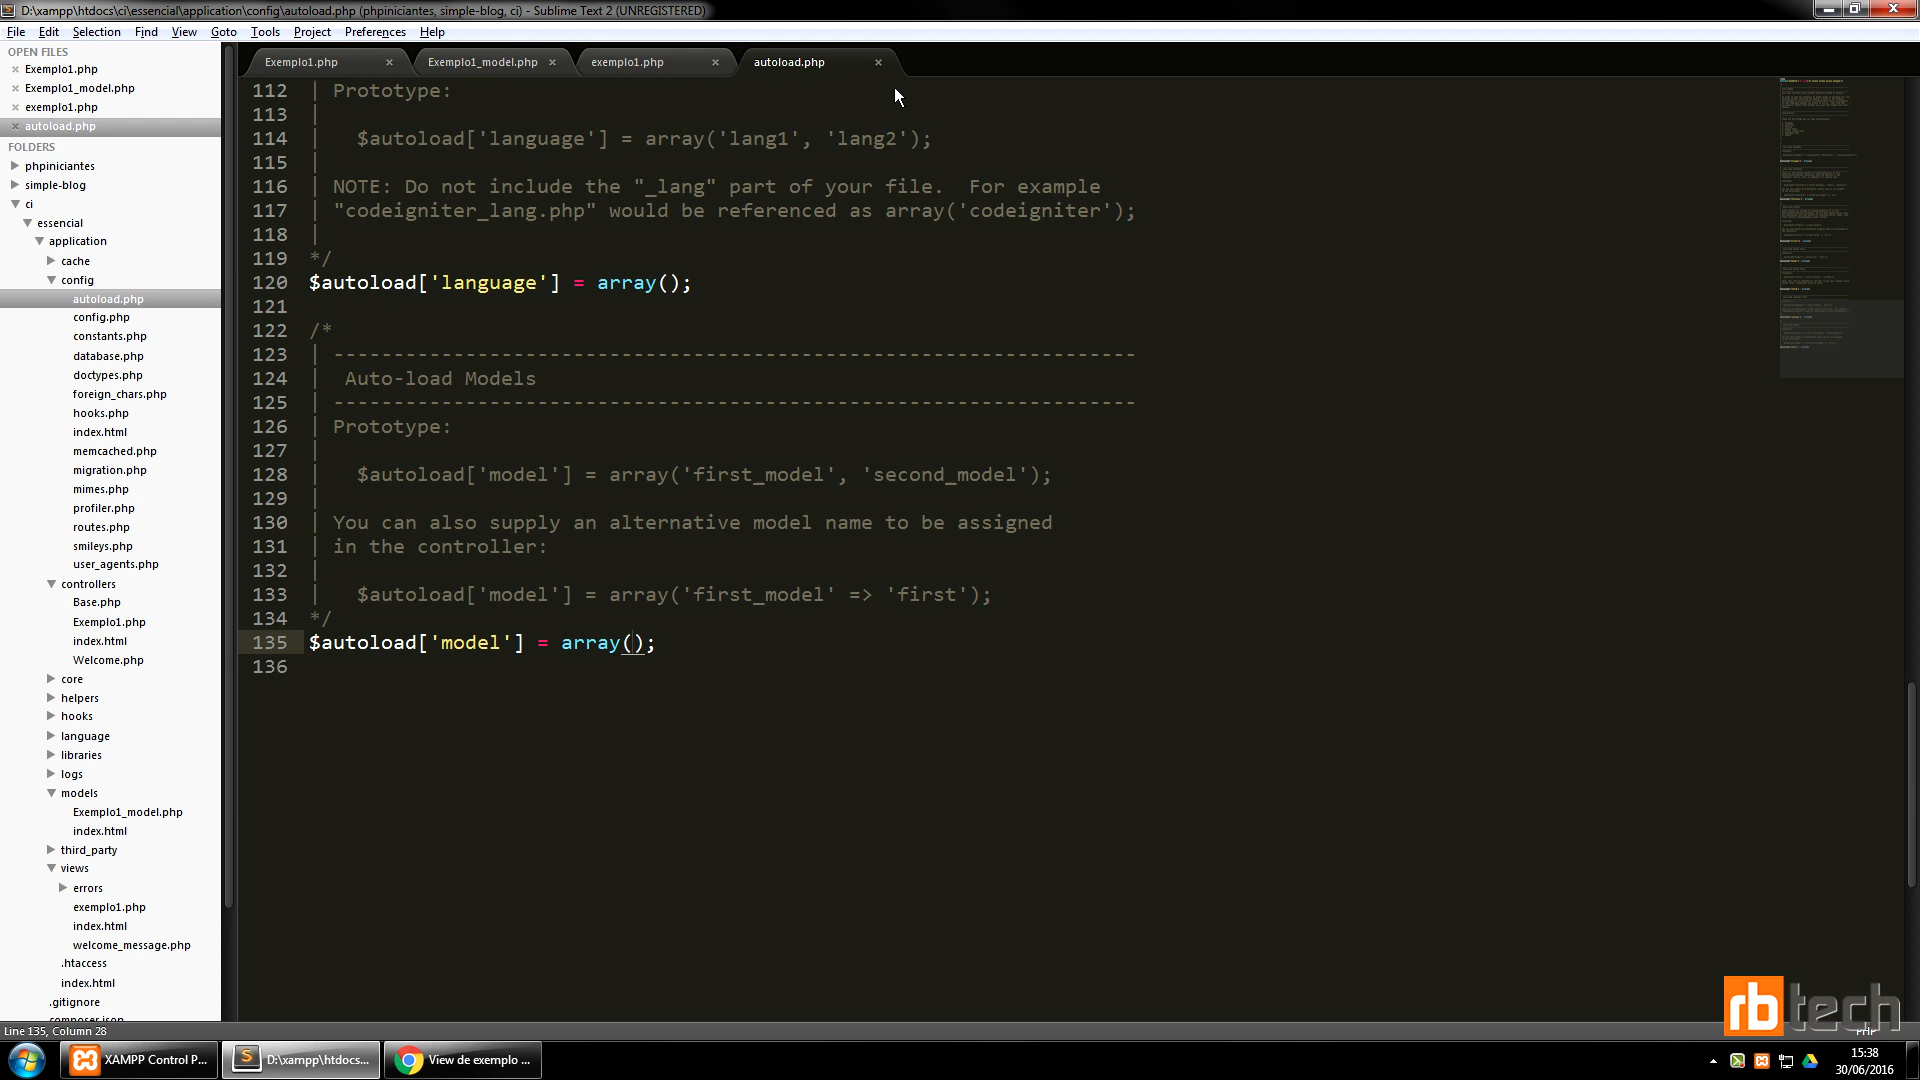 D:\xampp\htdocs\ci\essencial\application\config\autoload.php (phpiniciantes, simple-blog, ci) - Sublime Text 2 (UNREGISTERED)
File Edit Selection Find View Goto Tools Project Preferences Help
OPEN FILES
Exemplo1.php
Exemplo1_model.php
exemplo1.php
autoload.php
FOLDERS
phpiniciantes
simple-blog
ci
essencial
application
cache
config
autoload.php
config.php
constants.php
database.php
doctypes.php
foreign_chars.php
hooks.php
index.html
memcached.php
migration.php
mimes.php
profiler.php
routes.php
smileys.php
user_agents.php
controllers
Base.php
Exemplo1.php
index.html
Welcome.php
core
helpers
hooks
language
libraries
logs
models
Exemplo1_model.php
index.html
third_party
views
errors
exemplo1.php
index.html
welcome_message.php
.htaccess
index.html
.gitignore
composer.json
Exemplo1.php Exemplo1_model.php exemplo1.php autoload.php
112 | Prototype:
113 |
114 | $autoload['language'] = array('lang1', 'lang2');
115 |
116 | NOTE: Do not include the "_lang" part of your file. For example
117 | "codeigniter_lang.php" would be referenced as array('codeigniter');
118 |
119 */
120 $autoload['language'] = array();
121
122 /*
123 | -------------------------------------------------------------------
124 | Auto-load Models
125 | -------------------------------------------------------------------
126 | Prototype:
127 |
128 | $autoload['model'] = array('first_model', 'second_model');
129 |
130 | You can also supply an alternative model name to be assigned
131 | in the controller:
132 |
133 | $autoload['model'] = array('first_model' => 'first');
134 */
135 $autoload['model'] = array();
136
rbtech
Line 135, Column 28
PHP
XAMPP Control P... D:\xampp\htdocs... View de exemplo ...
15:38
30/06/2016